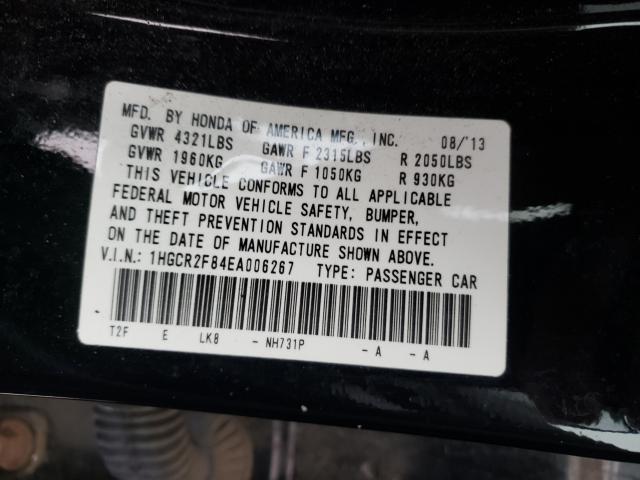 MFD. BY HONDA OF AMERICA MFG., INC. 08/'13
GVWR 4321LBS GAWR F 2315LBS R 2050LBS
GVWR 1960KG GAWR F 1050KG R 930KG
THIS VEHICLE CONFORMS TO ALL APPLICABLE
FEDERAL MOTOR VEHICLE SAFETY, BUMPER,
AND THEFT PREVENTION STANDARDS IN EFFECT
ON THE DATE OF MANUFACTURE SHOWN ABOVE.
V.I.N.: 1HGCR2F84EA006267 TYPE: PASSENGER CAR
T2F E LK8 - NH731P - A - A